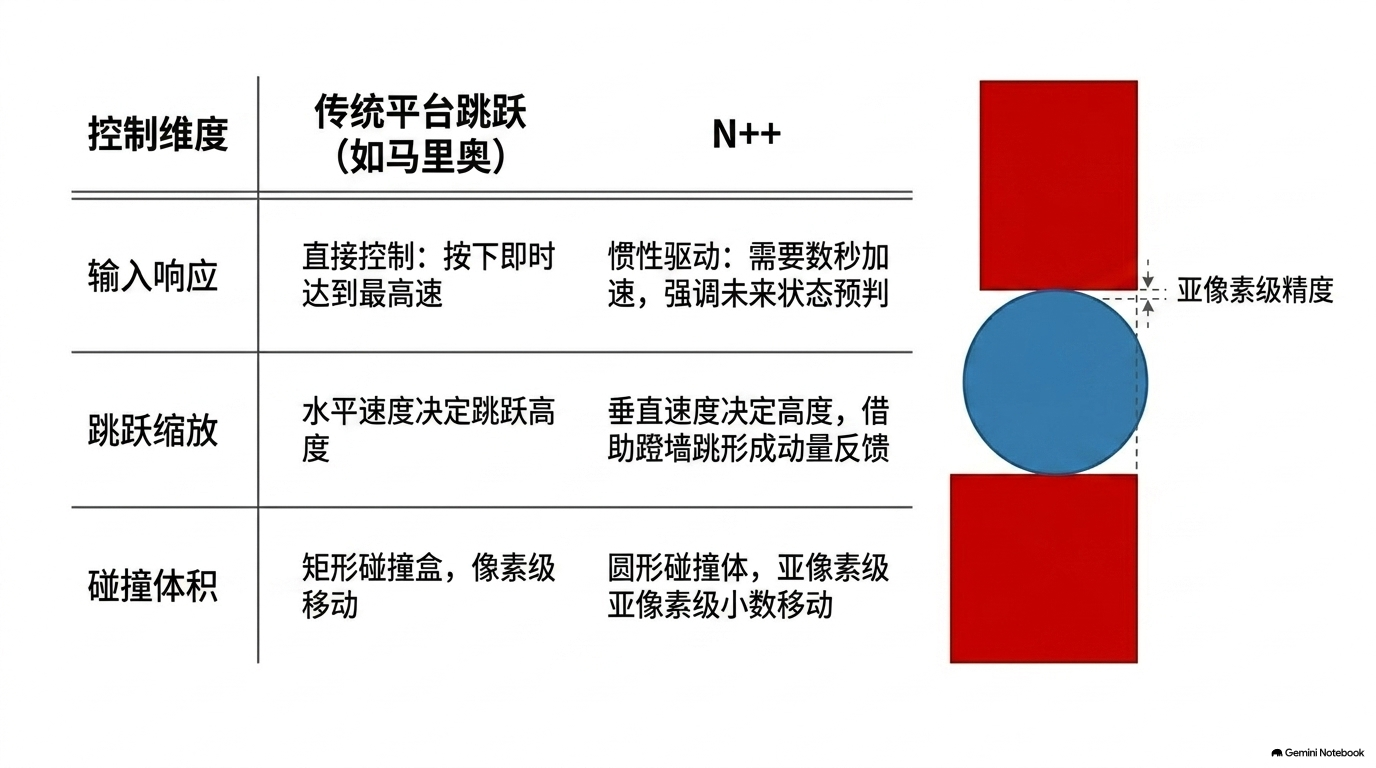 控制维度
传统平台跳跃
（如马里奥）
N++
输入响应
直接控制：按下即时
达到最高速
惯性驱动：需要数秒加
速，强调未来状态预判
跳跃缩放
水平速度决定跳跃高
度
垂直速度决定高度，借
助蹬墙跳形成动量反馈
碰撞体积
矩形碰撞盒，像素级
移动
圆形碰撞体，亚像素级
亚像素级小数移动
亚像素级精度
Gemini Notebook